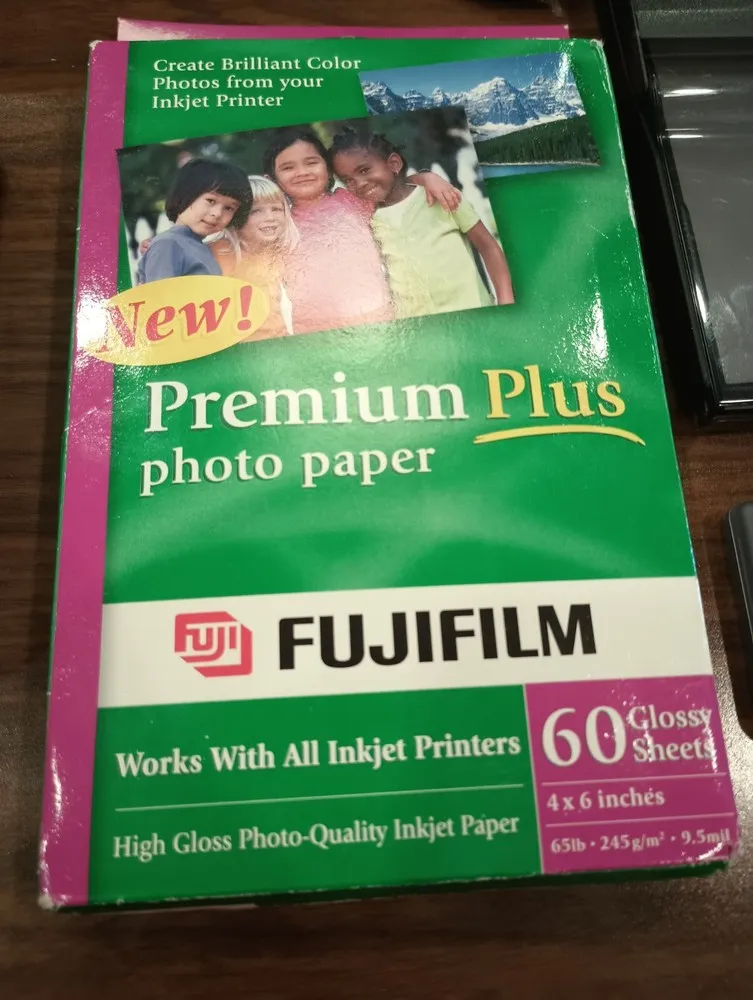 Create Brilliant Color
Photos from your
Inkjet Printer
New!
Premium Plus
photo paper
FUJI
FUJIFILM
Works With All Inkjet Printers
High Gloss Photo-Quality Inkjet Paper
60 Glossy
Sheets
4 x 6 inches
65lb • 245g/m² • 9.5mil